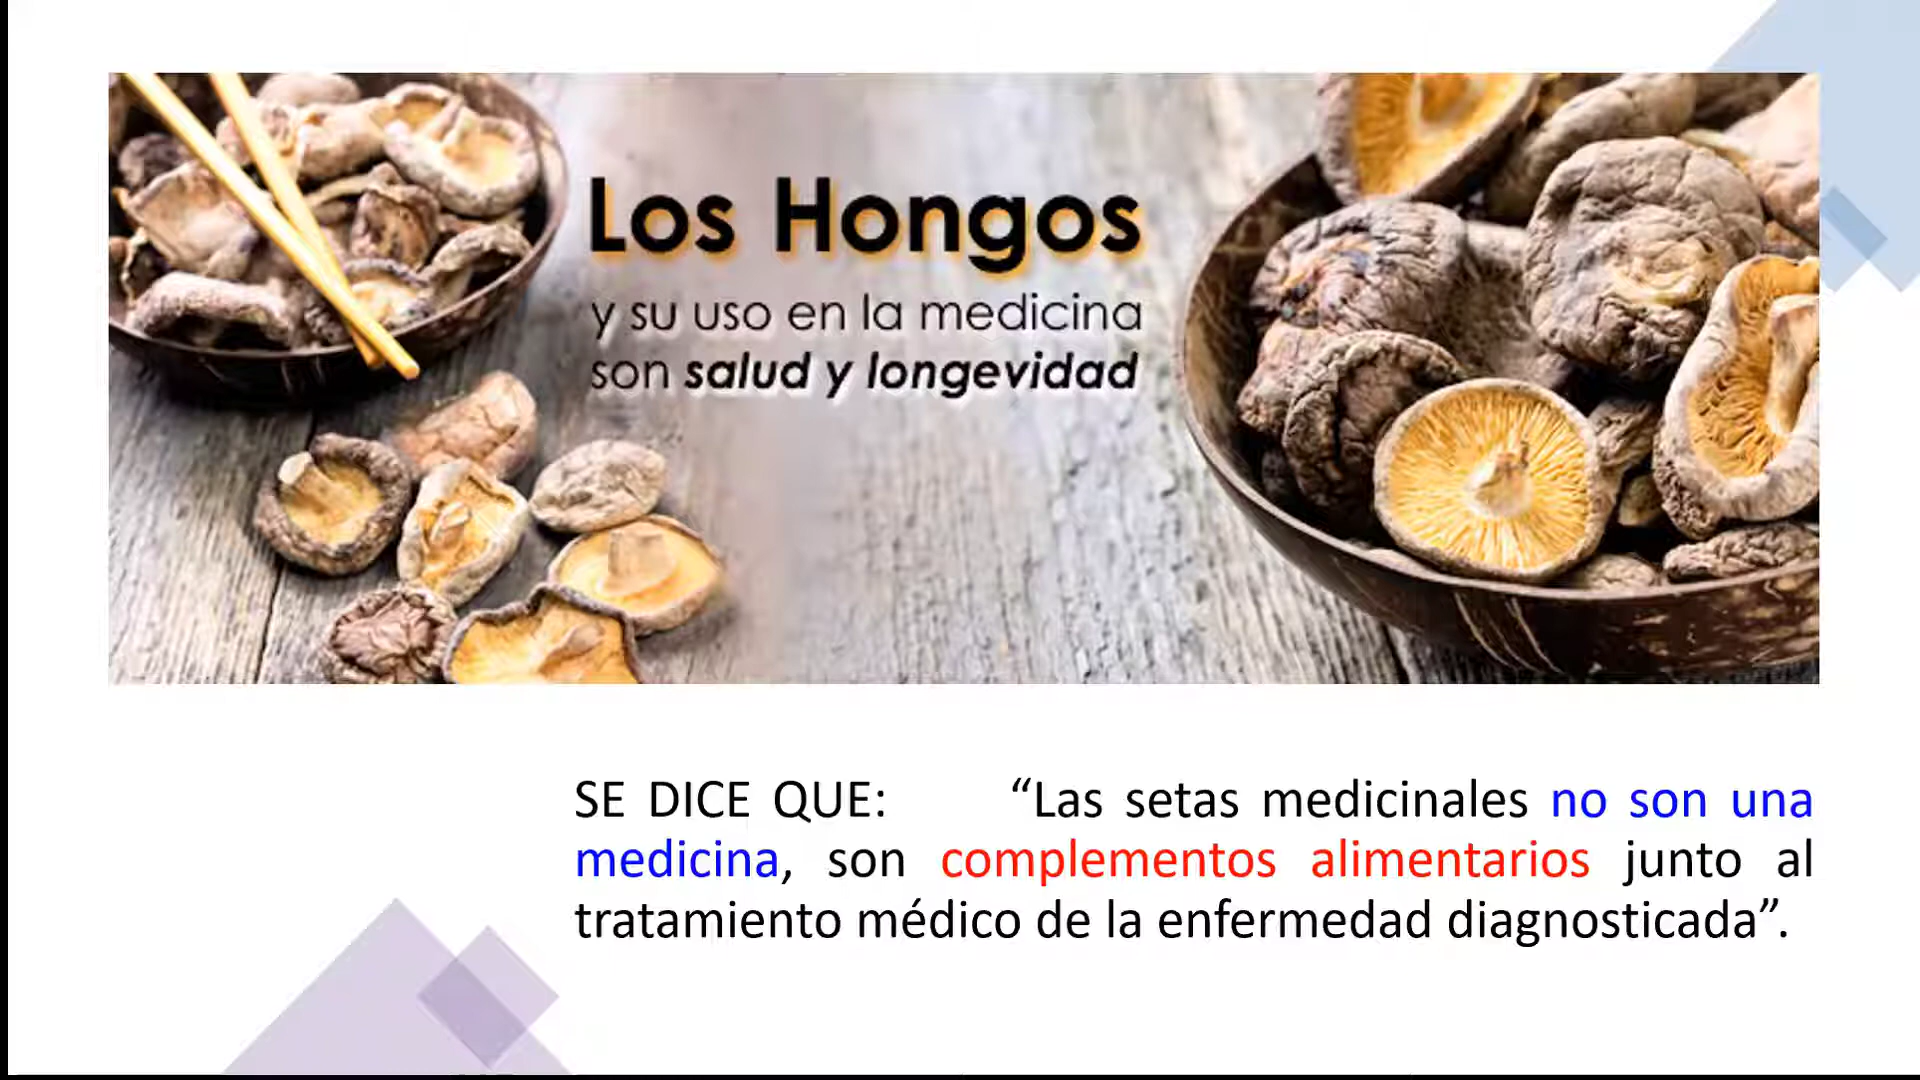 Los Hongos
y su uso en la medicina
son salud y longevidad
SE DICE QUE: “Las setas medicinales no son una
medicina, son complementos alimentarios junto al
tratamiento médico de la enfermedad diagnosticada”.